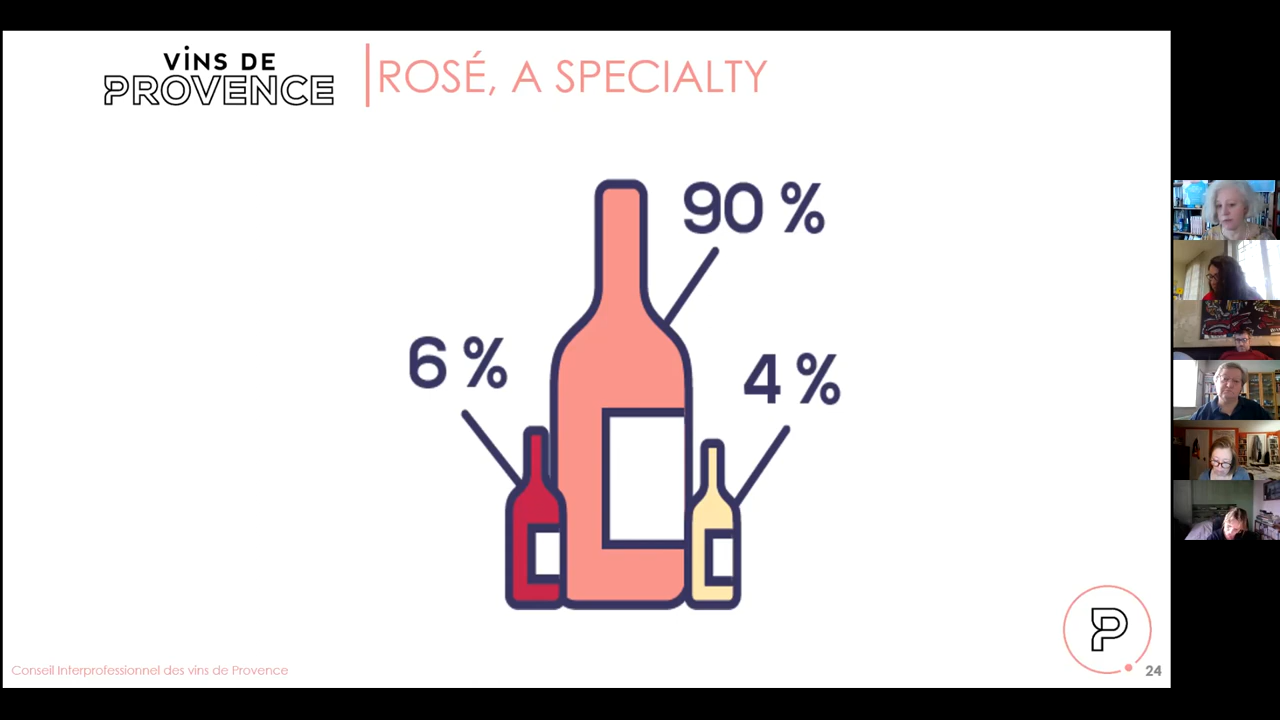 VINS DE
PROVENCE
ROSÉ, A SPECIALTY
90 %
6 %
4 %
P
Conseil Interprofessionnel des vins de Provence
24